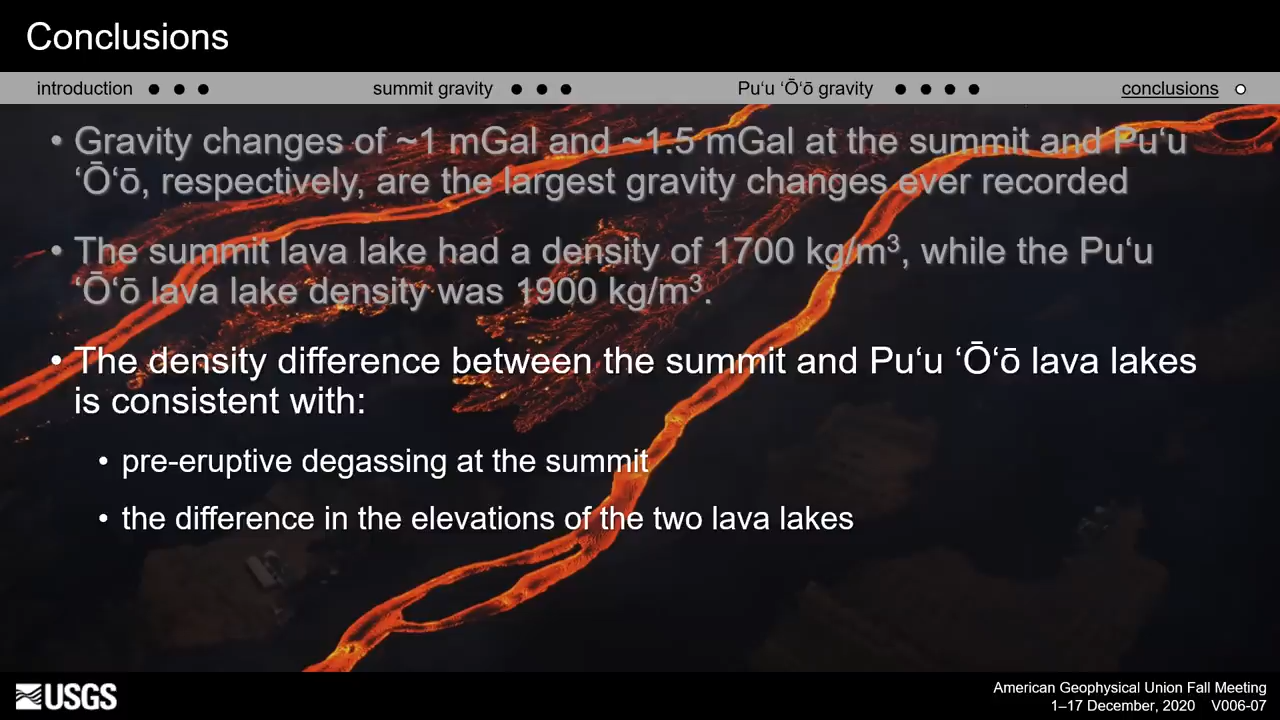 Conclusions
introduction
summit gravity
Puʻu ʻŌʻō gravity
conclusions
• Gravity changes of ~1 mGal and ~1.5 mGal at the summit and Puʻu
ʻŌʻō, respectively, are the largest gravity changes ever recorded
• The summit lava lake had a density of 1700 kg/m³, while the Puʻu
ʻŌʻō lava lake density was 1900 kg/m³.
• The density difference between the summit and Puʻu ʻŌʻō lava lakes
is consistent with:
• pre-eruptive degassing at the summit
• the difference in the elevations of the two lava lakes
USGS
American Geophysical Union Fall Meeting
1–17 December, 2020 V006-07